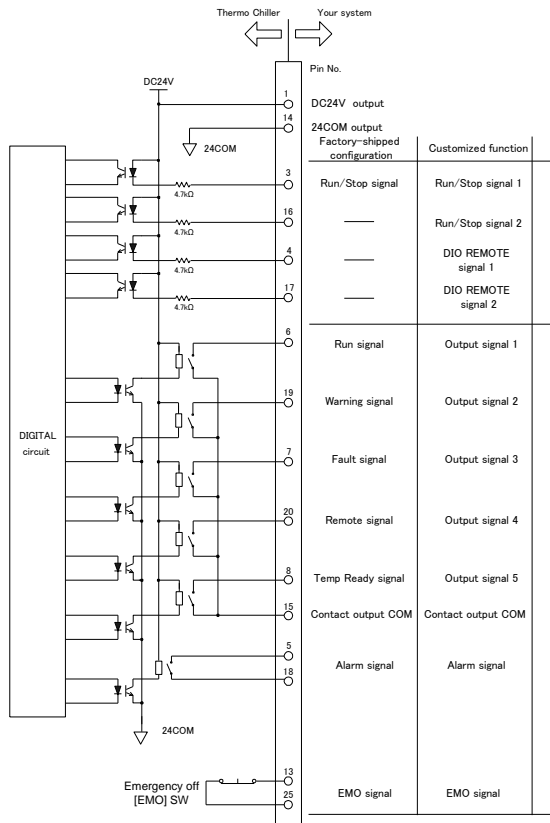 Thermo Chiller Your system
Pin No.
DC24V
1 DC24V output
14 24COM output
24COM
Factory-shipped configuration Customized function
3 Run/Stop signal Run/Stop signal 1
4.7kΩ
16 Run/Stop signal 2
4.7kΩ
4 DIO REMOTE signal 1
4.7kΩ
17 DIO REMOTE signal 2
4.7kΩ
6 Run signal Output signal 1
19 Warning signal Output signal 2
DIGITAL circuit
7 Fault signal Output signal 3
20 Remote signal Output signal 4
8 Temp Ready signal Output signal 5
15 Contact output COM Contact output COM
5 Alarm signal Alarm signal
18
24COM
Emergency off [EMO] SW
13 EMO signal EMO signal
25